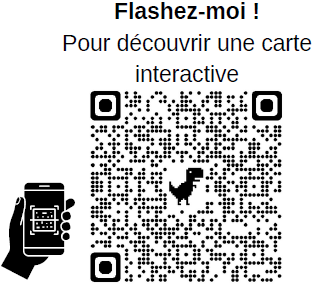 Flashez-moi !
Pour découvrir une carte
interactive